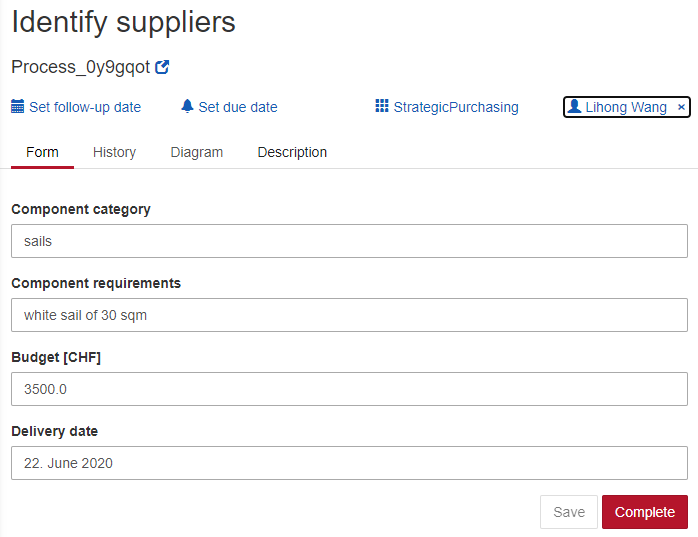 Identify suppliers
Process_0y9gqot
Set follow-up date Set due date StrategicPurchasing Lihong Wang ×
Form History Diagram Description
Component category
sails
Component requirements
white sail of 30 sqm
Budget [CHF]
3500.0
Delivery date
22. June 2020
Save Complete